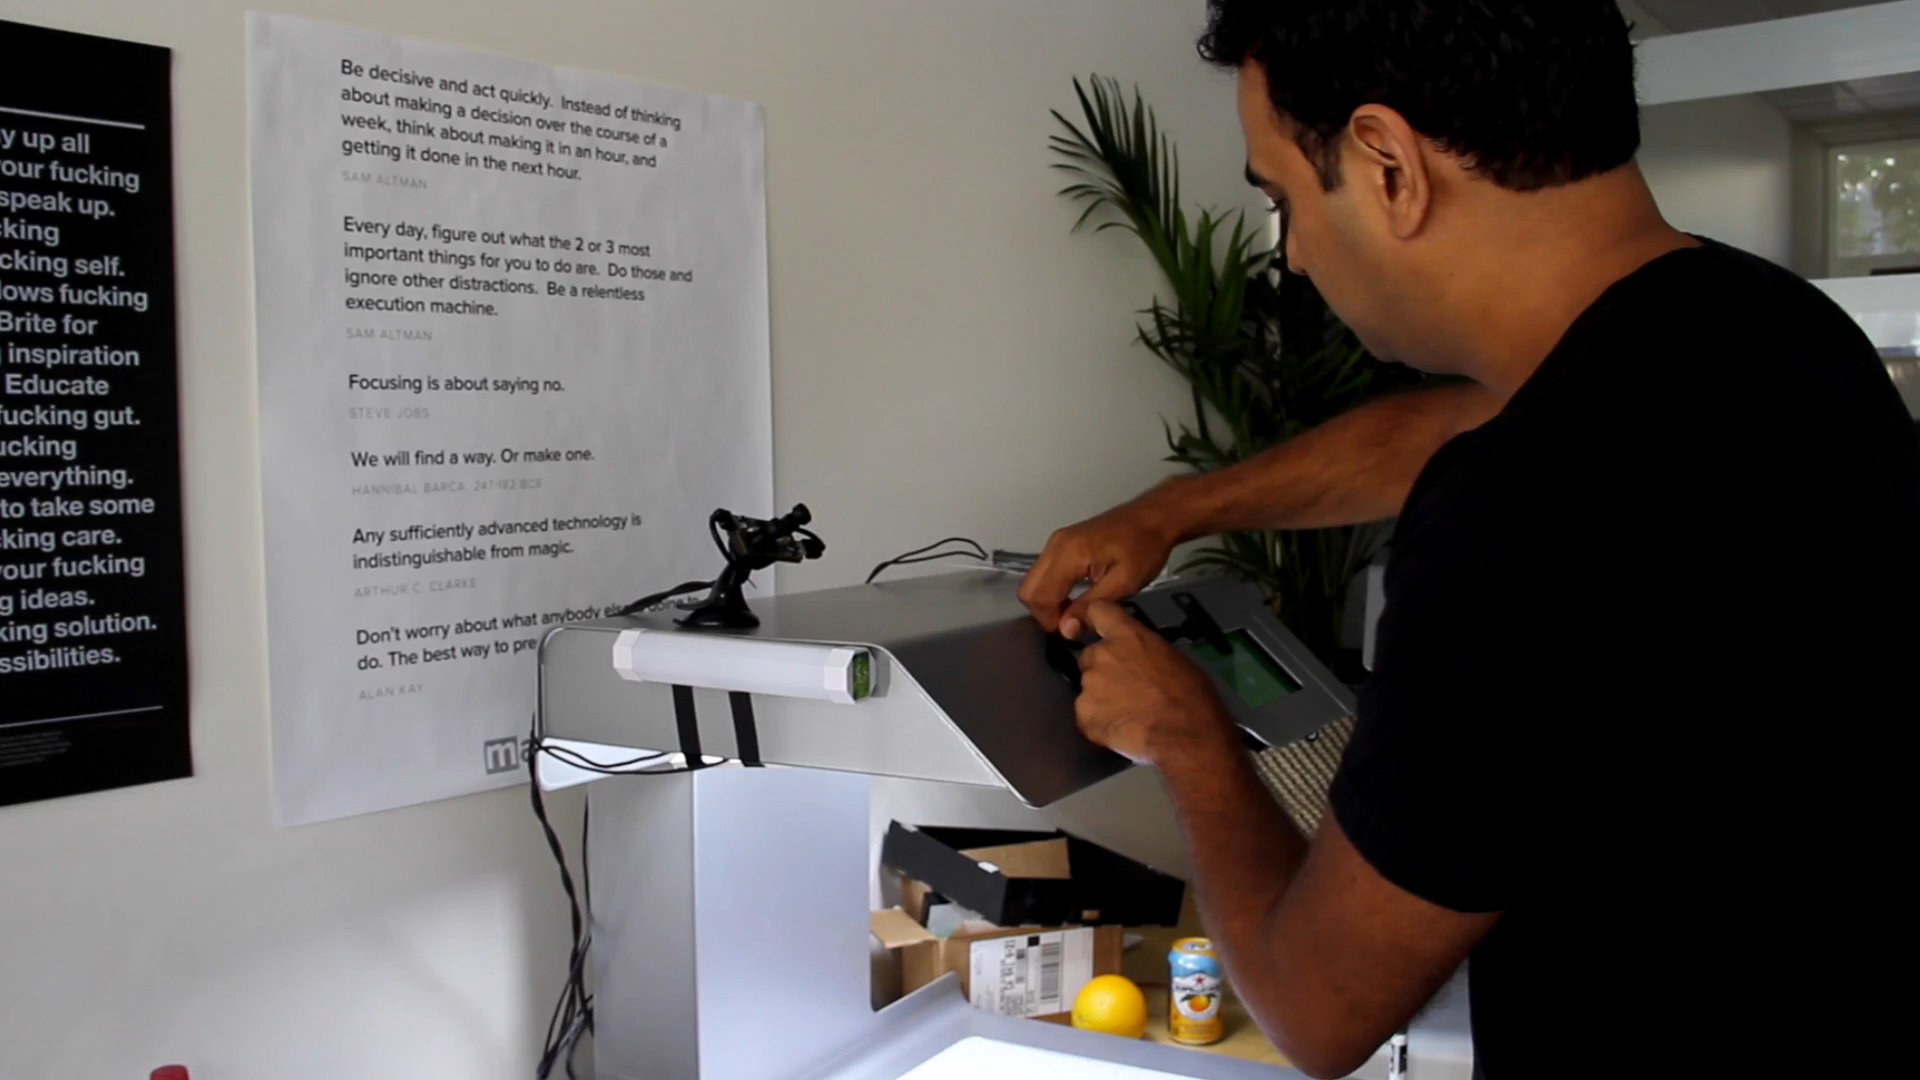 y up all
our fucking
speak up.
king
cking self.
lows fucking
Brite for
inspiration
Educate
fucking gut.
ucking
everything.
to take some
king care.
your fucking
g ideas.
king solution.
ssibilities.
Be decisive and act quickly. Instead of thinking
about making a decision over the course of a
week, think about making it in an hour, and
getting it done in the next hour.
SAM ALTMAN
Every day, figure out what the 2 or 3 most
important things for you to do are. Do those and
ignore other distractions. Be a relentless
execution machine.
SAM ALTMAN
Focusing is about saying no.
STEVE JOBS
We will find a way. Or make one.
HANNIBAL BARCA, 247-182 BCE
Any sufficiently advanced technology is
indistinguishable from magic.
ARTHUR C. CLARKE
Don't worry about what anybody else doing to
do. The best way to pre
ALAN KAY
ma